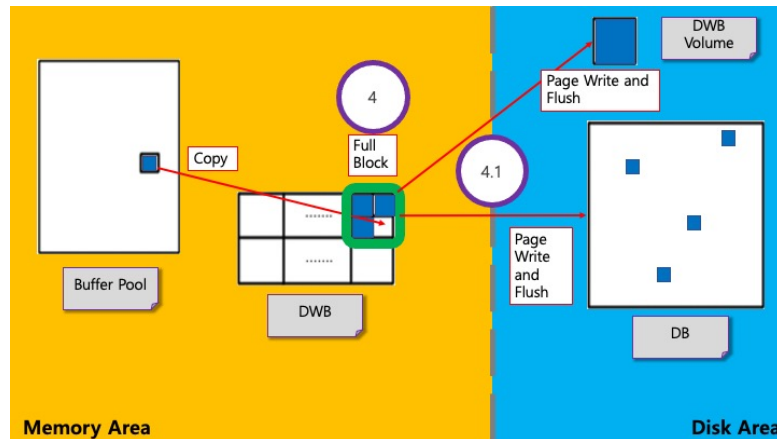 DWB
Volume
4
Page Write and
Flush
Full
Block
Copy
4.1
.......
.......
Page
Write
and
Flush
Buffer Pool
DWB
DB
Memory Area
Disk Area